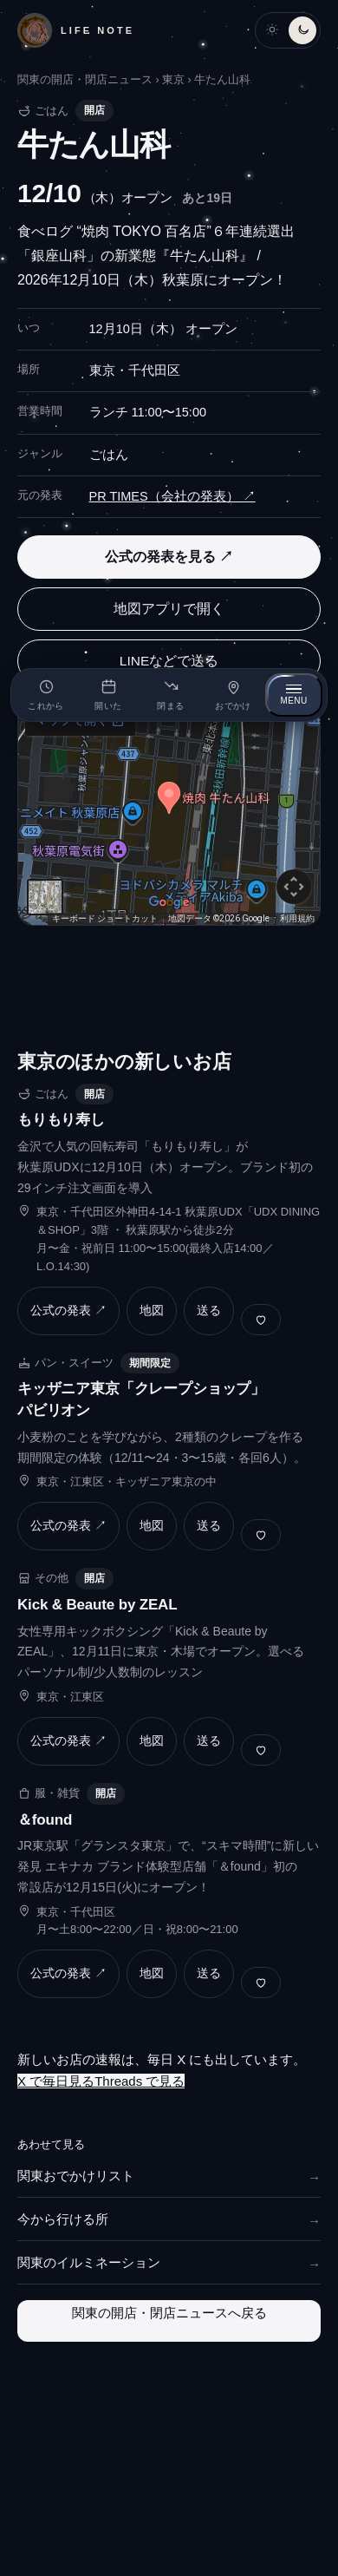 LIFE NOTE
関東の開店・閉店ニュース › 東京 › 牛たん山科
ごはん 開店
牛たん山科
12/10 （木）オープン あと19日
食べログ “焼肉 TOKYO 百名店”６年連続選出
「銀座山科」の新業態『牛たん山科』 /
2026年12月10日（木）秋葉原にオープン！
いつ 12月10日（木） オープン
場所 東京・千代田区
営業時間 ランチ 11:00〜15:00
ジャンル ごはん
元の発表 PR TIMES（会社の発表） ↗
公式の発表を見る ↗
地図アプリで開く
LINEなどで送る
これから 開いた 閉まる おでかけ MENU
437
秋田新幹線
ニメイト 秋葉原店
焼肉 牛たん山科
1
452
秋葉原電気街
ヨドバシカメラ マルチ
メディアAkiba
Google
キーボード ショートカット 地図データ ©2026 Google 利用規約
東京のほかの新しいお店
ごはん 開店
もりもり寿し
金沢で人気の回転寿司「もりもり寿し」が
秋葉原UDXに12月10日（木）オープン。ブランド初の
29インチ注文画面を導入
東京・千代田区外神田4-14-1 秋葉原UDX「UDX DINING
＆SHOP」3階 ・ 秋葉原駅から徒歩2分
月〜金・祝前日 11:00〜15:00(最終入店14:00／
L.O.14:30)
公式の発表 ↗ 地図 送る
パン・スイーツ 期間限定
キッザニア東京「クレープショップ」
パビリオン
小麦粉のことを学びながら、2種類のクレープを作る
期間限定の体験（12/11〜24・3〜15歳・各回6人）。
東京・江東区・キッザニア東京の中
公式の発表 ↗ 地図 送る
その他 開店
Kick & Beaute by ZEAL
女性専用キックボクシング「Kick & Beaute by
ZEAL」、12月11日に東京・木場でオープン。選べる
パーソナル制/少人数制のレッスン
東京・江東区
公式の発表 ↗ 地図 送る
服・雑貨 開店
＆found
JR東京駅「グランスタ東京」で、“スキマ時間”に新しい
発見 エキナカ ブランド体験型店舗「＆found」初の
常設店が12月15日(火)にオープン！
東京・千代田区
月〜土8:00〜22:00／日・祝8:00〜21:00
公式の発表 ↗ 地図 送る
新しいお店の速報は、毎日 X にも出しています。
X で毎日見るThreads で見る
あわせて見る
関東おでかけリスト →
今から行ける所 →
関東のイルミネーション →
関東の開店・閉店ニュースへ戻る